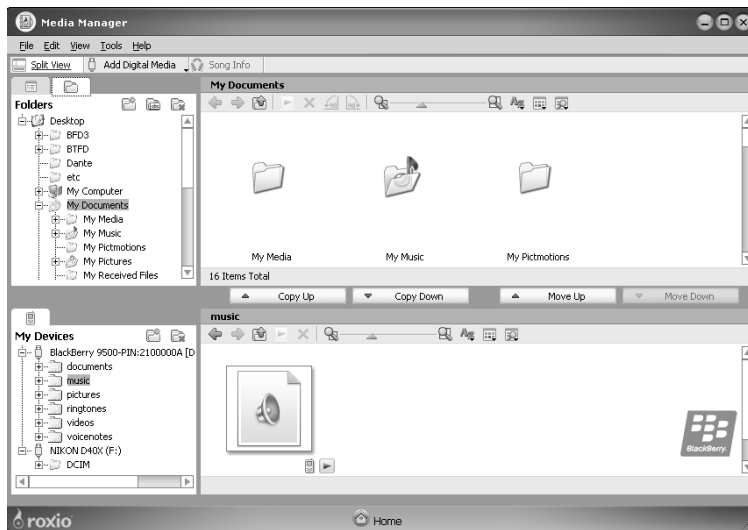 Media Manager
File Edit View Tools Help
Split View Add Digital Media Song Info
My Documents
Folders
Desktop
BFD3
BTFD
Dante
etc
My Computer
My Documents
My Media
My Music
My Pictmotions
My Pictures
My Received Files
My Media My Music My Pictmotions
16 Items Total
Copy Up Copy Down Move Up Move Down
music
My Devices
BlackBerry 9500-PIN:2100000A [D
documents
music
pictures
ringtones
videos
voicenotes
NIKON D40X (F:)
DCIM
BlackBerry.
roxio Home